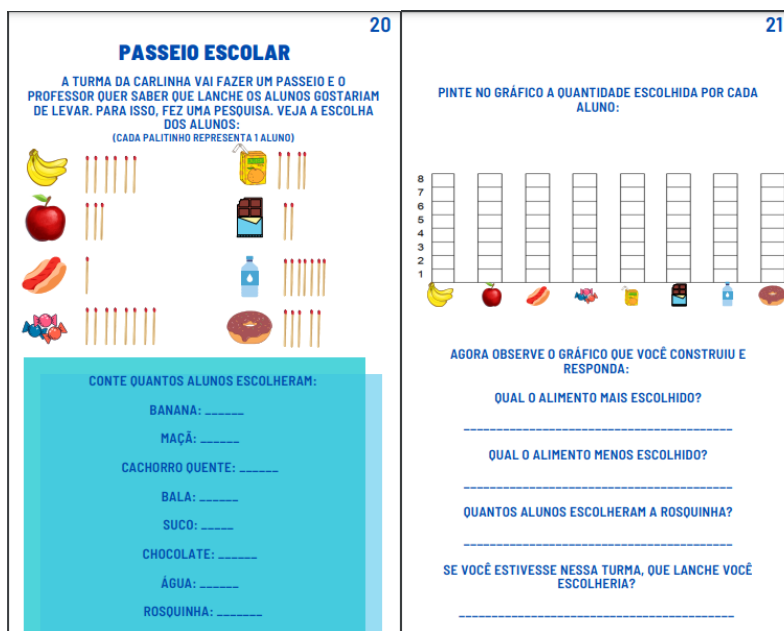 20
PASSEIO ESCOLAR
A TURMA DA CARLINHA VAI FAZER UM PASSEIO E O
PROFESSOR QUER SABER QUE LANCHE OS ALUNOS GOSTARIAM
DE LEVAR. PARA ISSO, FEZ UMA PESQUISA. VEJA A ESCOLHA
DOS ALUNOS:
(CADA PALITINHO REPRESENTA 1 ALUNO)
CONTE QUANTOS ALUNOS ESCOLHERAM:
BANANA: ______
MAÇÃ: ______
CACHORRO QUENTE: ______
BALA: ______
SUCO: _____
CHOCOLATE: ______
ÁGUA: ______
ROSQUINHA: _______
21
PINTE NO GRÁFICO A QUANTIDADE ESCOLHIDA POR CADA
ALUNO:
8
7
6
5
4
3
2
1
AGORA OBSERVE O GRÁFICO QUE VOCÊ CONSTRUIU E
RESPONDA:
QUAL O ALIMENTO MAIS ESCOLHIDO?
QUAL O ALIMENTO MENOS ESCOLHIDO?
QUANTOS ALUNOS ESCOLHERAM A ROSQUINHA?
SE VOCÊ ESTIVESSE NESSA TURMA, QUE LANCHE VOCÊ
ESCOLHERIA?